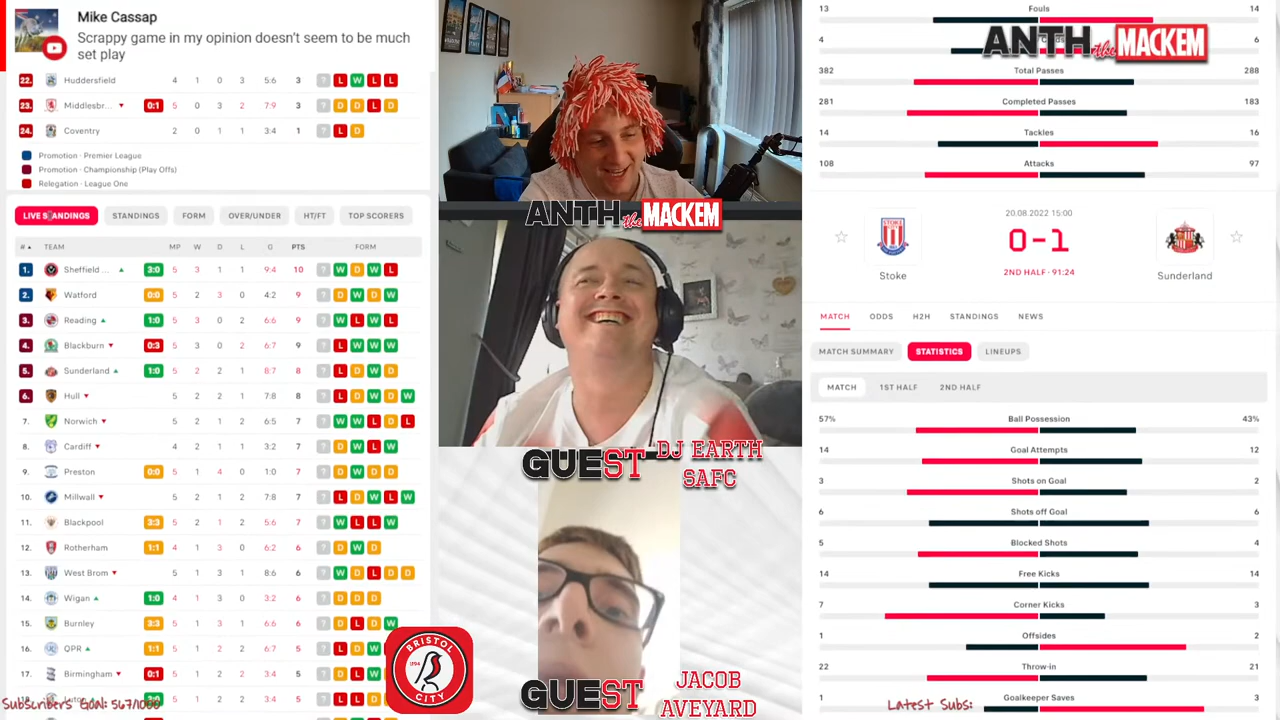 Mike Cassap
Scrappy game in my opinion doesn't seem to be much
set play
22. Huddersfield 4 1 0 3 5:6 3 ? L W L L
23. Middlesbr... 0:1 5 0 3 2 7:9 3 ? D D L D
24. Coventry 2 0 1 1 3:4 1 ? L D
Promotion - Premier League
Promotion - Championship (Play Offs)
Relegation - League One
LIVE STANDINGS STANDINGS FORM OVER/UNDER HT/FT TOP SCORERS
# TEAM MP W D L G PTS FORM
1. Sheffield ... 3:0 5 3 1 1 9:4 10 ? W D W L
2. Watford 0:0 5 2 3 0 4:2 9 ? D W D W
3. Reading 1:0 5 3 0 2 6:6 9 ? W L W L
4. Blackburn 0:3 5 3 0 2 6:7 9 ? L W W W
5. Sunderland 1:0 5 2 2 1 8:7 8 ? L D W D
6. Hull 5 2 2 1 7:8 8 ? L D W D W
7. Norwich 5 2 1 2 6:5 7 ? W W L D L
8. Cardiff 4 2 1 1 3:2 7 ? D W L W
9. Preston 0:0 5 1 4 0 1:0 7 ? D W D D
10. Millwall 5 2 1 2 7:8 7 ? L D W L W
11. Blackpool 3:3 5 2 1 2 5:6 7 ? W L L W
12. Rotherham 1:1 4 1 3 0 6:2 6 ? D W D
13. West Brom 5 1 3 1 8:6 6 ? W D L D D
14. Wigan 1:0 4 1 3 0 3:2 6 ? D D D
15. Burnley 3:3 5 1 3 1 6:6 6 ? D L D W
16. QPR 1:1 5 1 2 2 6:7 5 ? L D W
17. Birmingham 0:1 5 1 2 2 3:4 5 ? D L W
Subscribers Goal: 567/1000
BRISTOL
1894
CITY
ANTH the MACKEM
GUEST DJ EARTH
SAFC
GUEST JACOB
AVEYARD
13 Fouls 14
4 6
ANTH the MACKEM
382 Total Passes 288
281 Completed Passes 183
14 Tackles 16
108 Attacks 97
20.08.2022 15:00
STOKE
0-1
2ND HALF - 91:24
Stoke Sunderland
MATCH ODDS H2H STANDINGS NEWS
MATCH SUMMARY STATISTICS LINEUPS
MATCH 1ST HALF 2ND HALF
57% Ball Possession 43%
14 Goal Attempts 12
3 Shots on Goal 2
6 Shots off Goal 6
5 Blocked Shots 4
14 Free Kicks 14
7 Corner Kicks 3
1 Offsides 2
22 Throw-in 21
1 Goalkeeper Saves 3
Latest Subs: